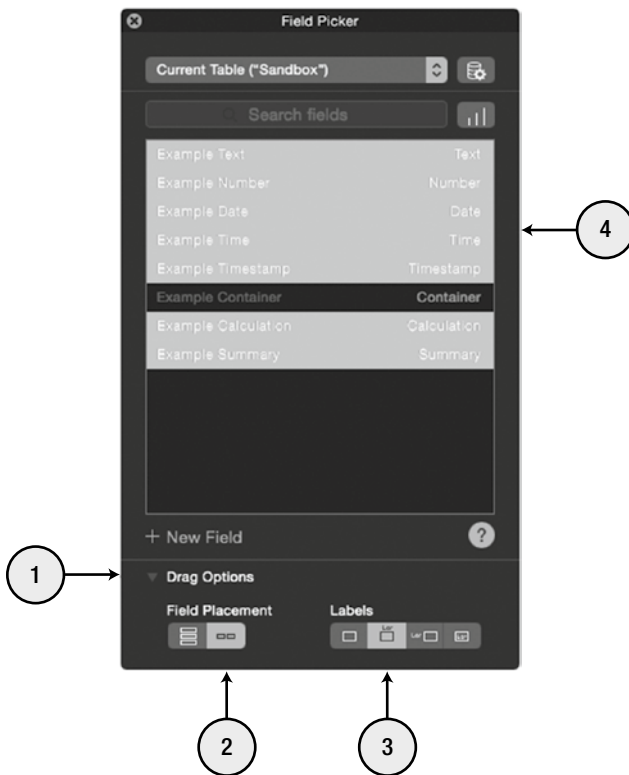 Field Picker
Current Table ("Sandbox")
Search fields
Example Text Text
Example Number Number
Example Date Date
Example Time Time
Example Timestamp Timestamp
Example Container Container
Example Calculation Calculation
Example Summary Summary
+ New Field ?
Drag Options
Field Placement Labels
1
2
3
4